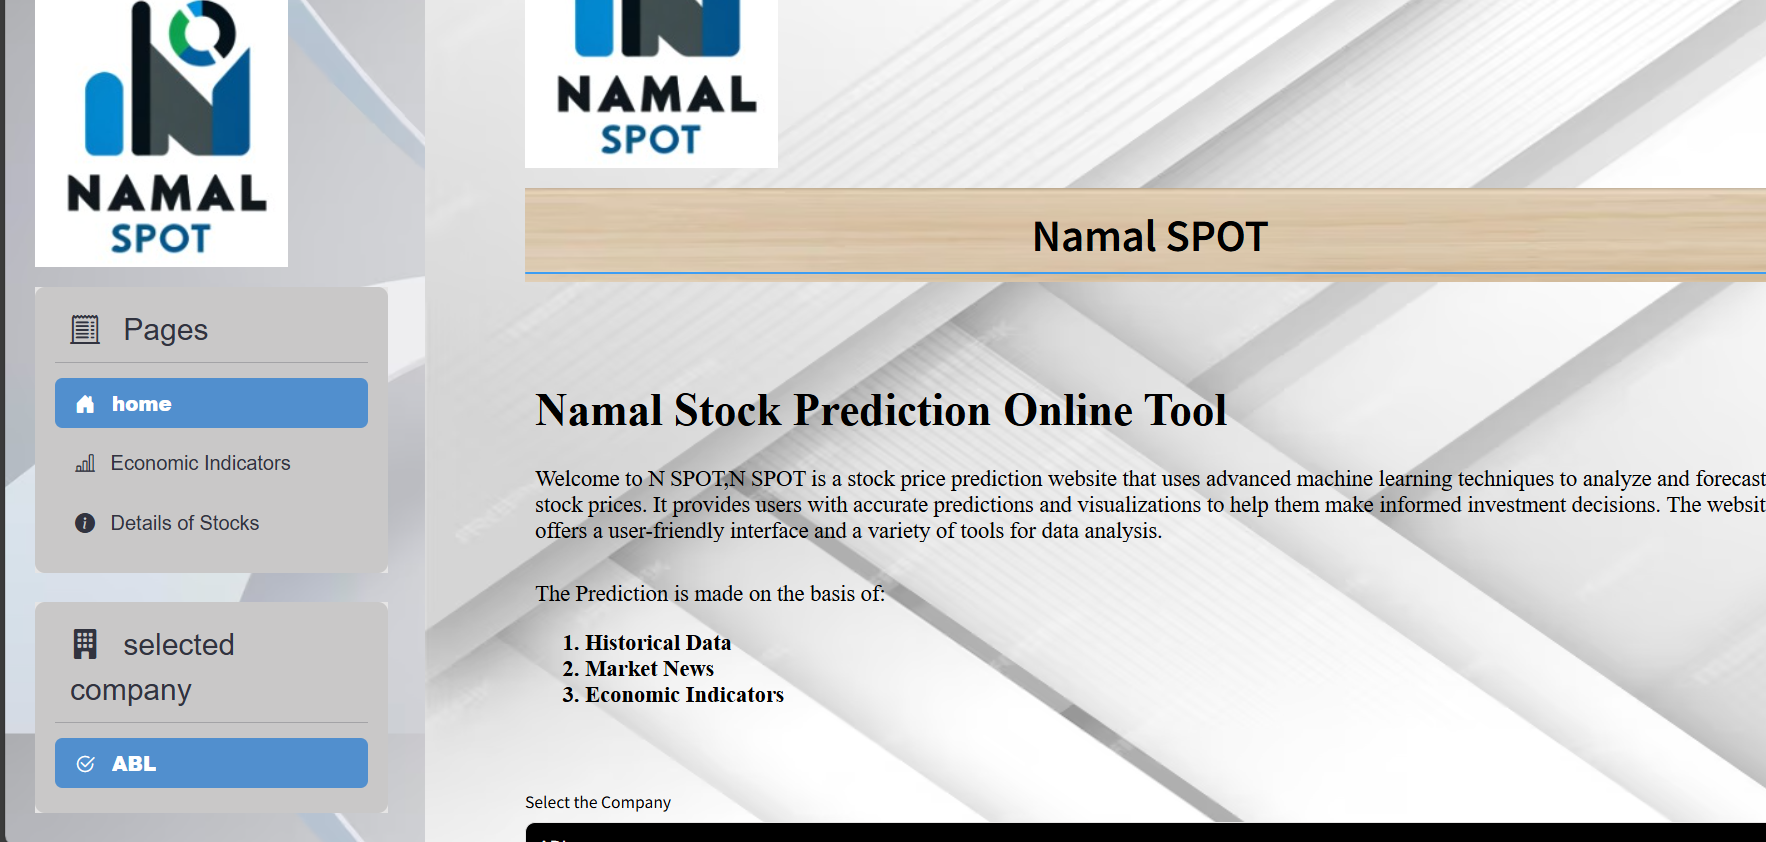 NAMAL
SPOT
Pages
home
Economic Indicators
Details of Stocks
selected
company
ABL
NAMAL
SPOT
Namal SPOT
Namal Stock Prediction Online Tool
Welcome to N SPOT,N SPOT is a stock price prediction website that uses advanced machine learning techniques to analyze and forecast
stock prices. It provides users with accurate predictions and visualizations to help them make informed investment decisions. The websit
offers a user-friendly interface and a variety of tools for data analysis.
The Prediction is made on the basis of:
1. Historical Data
2. Market News
3. Economic Indicators
Select the Company